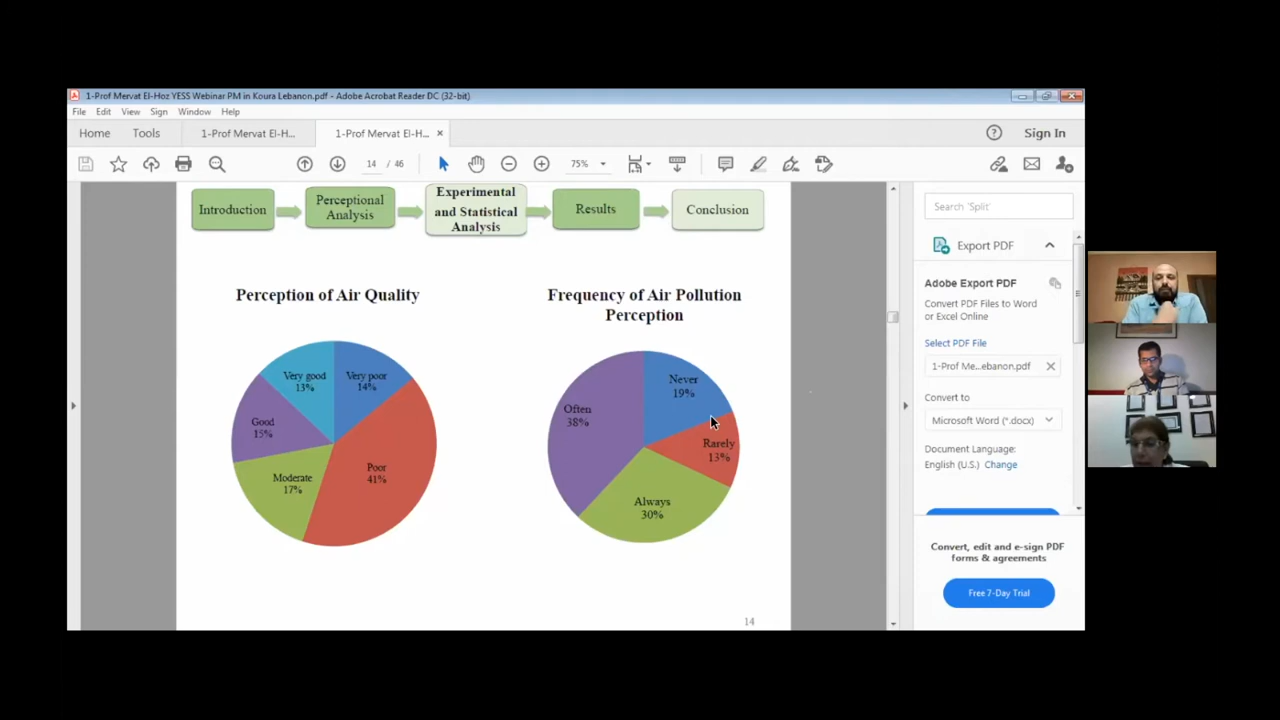 1-Prof Mervat El-Hoz YESS Webinar PM in Koura Lebanon.pdf - Adobe Acrobat Reader DC (32-bit)
File Edit View Sign Window Help
Home Tools 1-Prof Mervat El-H... 1-Prof Mervat El-H... × Sign In
14 / 46 75%
Introduction
Perceptional
Analysis
Experimental
and Statistical
Analysis
Results
Conclusion
Perception of Air Quality
Very good
13%
Very poor
14%
Good
15%
Moderate
17%
Poor
41%
Frequency of Air Pollution
Perception
Never
19%
Often
38%
Rarely
13%
Always
30%
14
Search 'Split'
Export PDF
Adobe Export PDF
Convert PDF Files to Word
or Excel Online
Select PDF File
1-Prof Me...ebanon.pdf
Convert to
Microsoft Word (*.docx)
Document Language:
English (U.S.) Change
Convert, edit and e-sign PDF
forms & agreements
Free 7-Day Trial